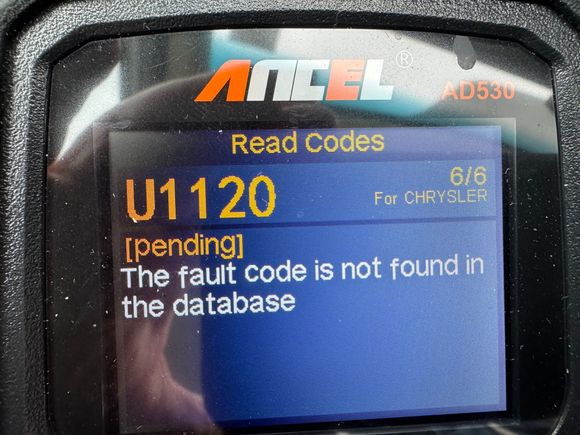 ANCEL®
AD530
Read Codes
U1120
6/6
For CHRYSLER
[pending]
The fault code is not found in
the database